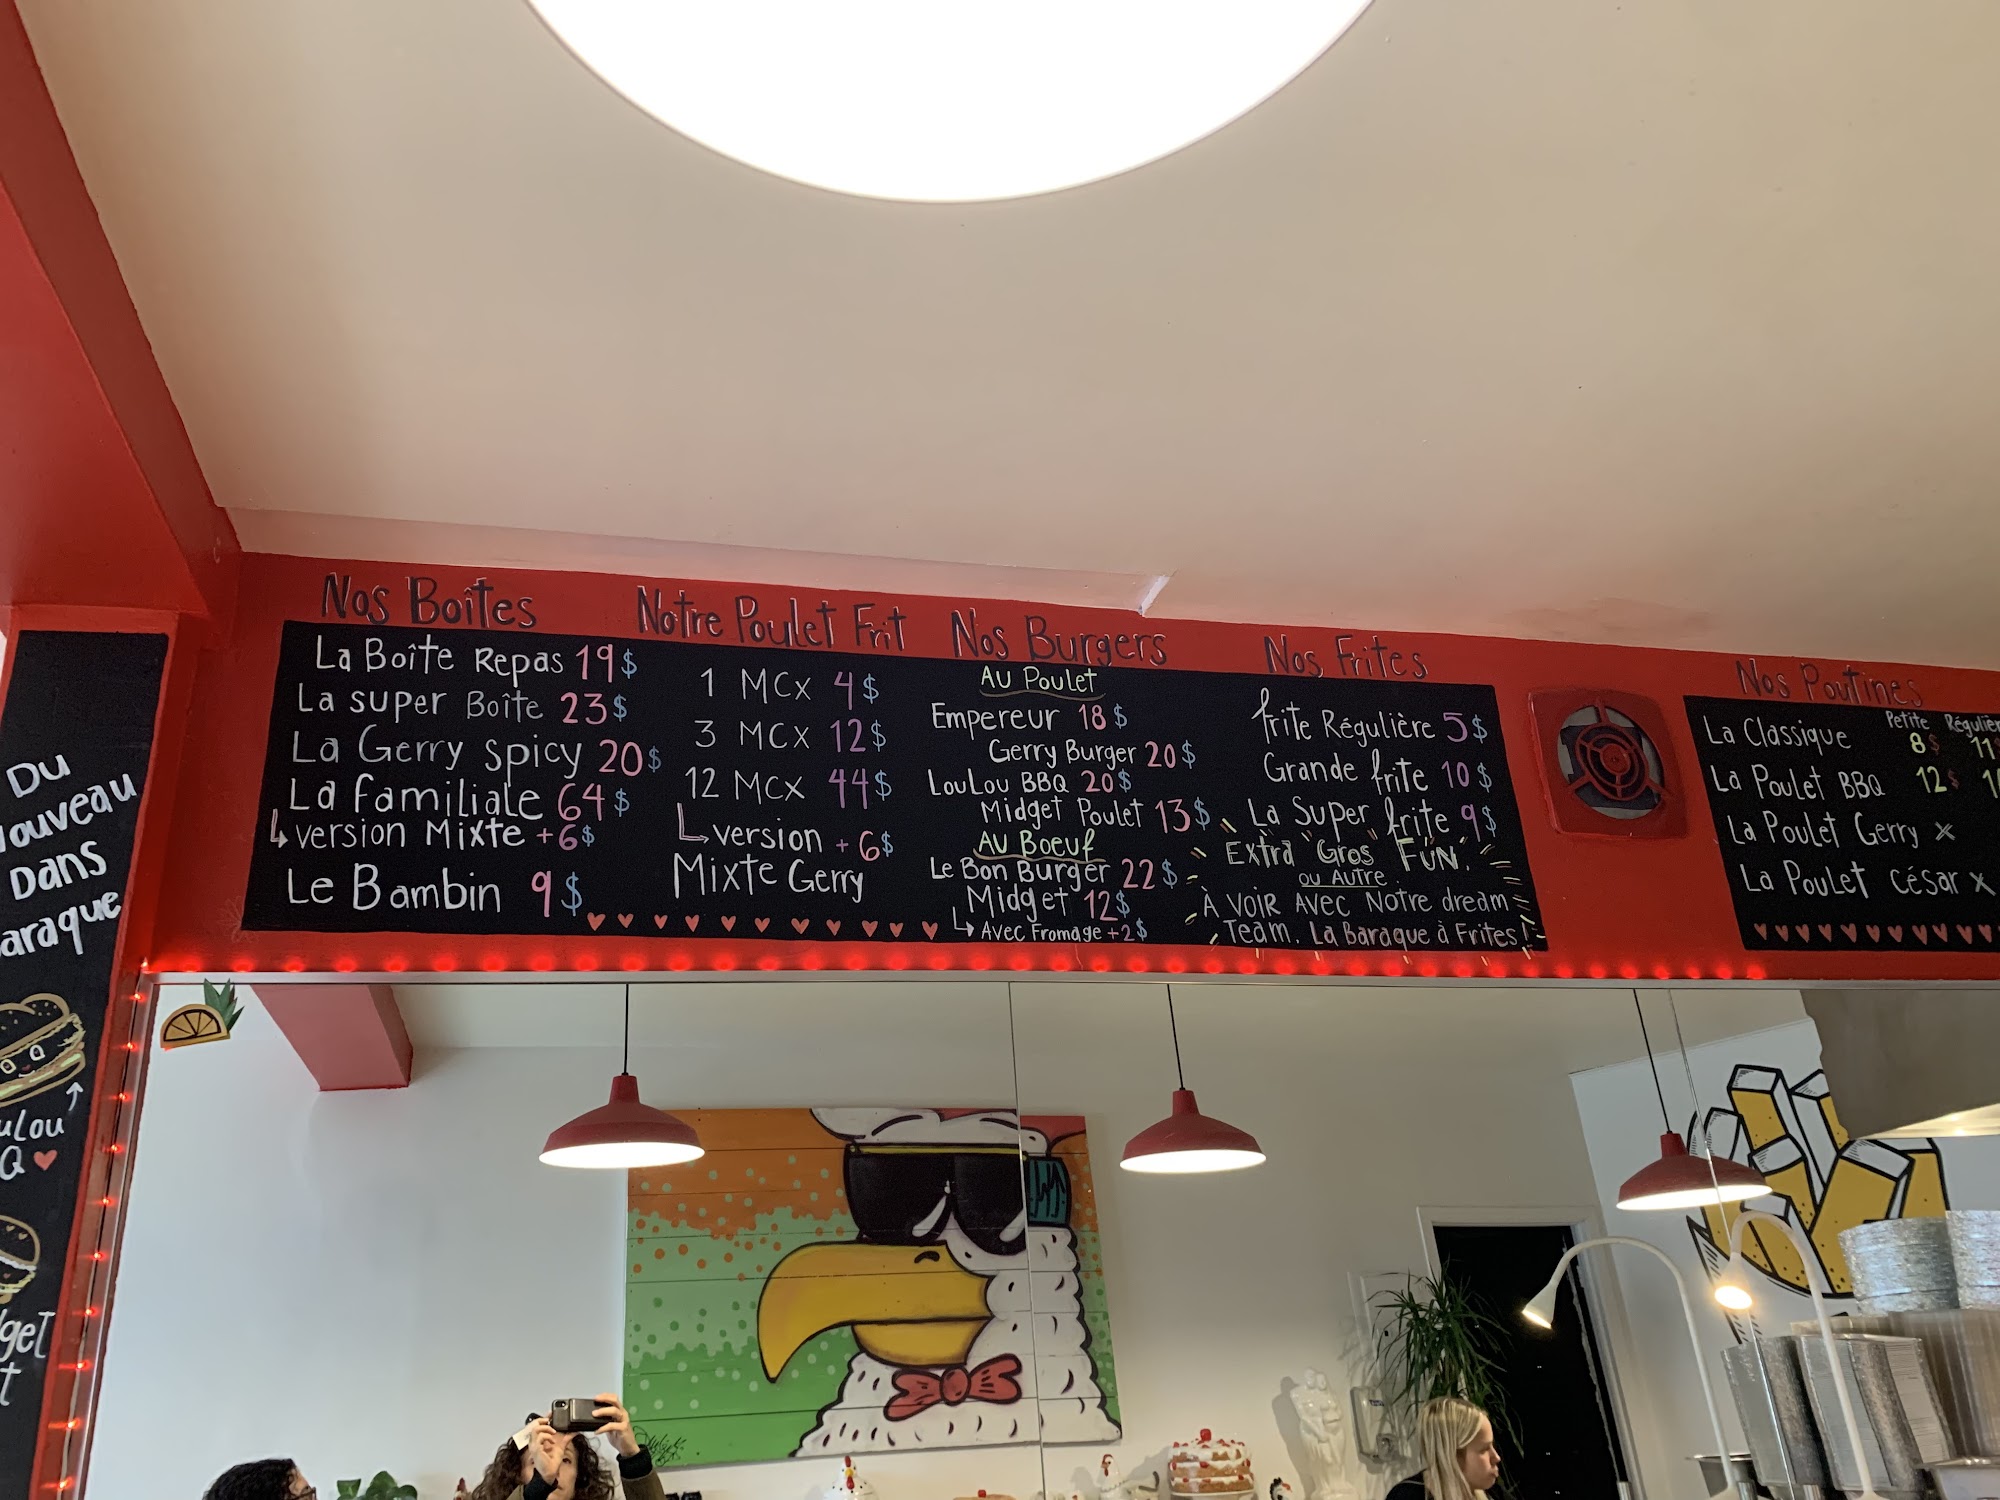 Du
Dans
Nos Boîtes
La Boîte Repas 19$
La super Boîte 23$
La Gerry Spicy 20$
La familiale 64$
version Mixte +6$
Le Bambin 9$
Notre Poulet Frit
1 MCX 4$
3 MCX 12$
12 MCX 44$
version +6$
Mixte Gerry
Nos Burgers
Au Poulet
Empereur 18$
Gerry Burger 20$
LouLou BBQ 20$
Midget Poulet 13$
Au Boeuf
Le Bon Burger 22$
Midget 12$
Avec Fromage +2$
Nos Frites
frite Régulière 5$
Grande frite 10$
La Super frite 9$
Extra "Gros" FUN!
ou Autre
À voir avec Notre dream
Team. La Baraque à Frites!
Nos Poutines
Petite
La Classique 8$
La Poulet BBQ 12$
La Poulet Gerry X
La Poulet César X